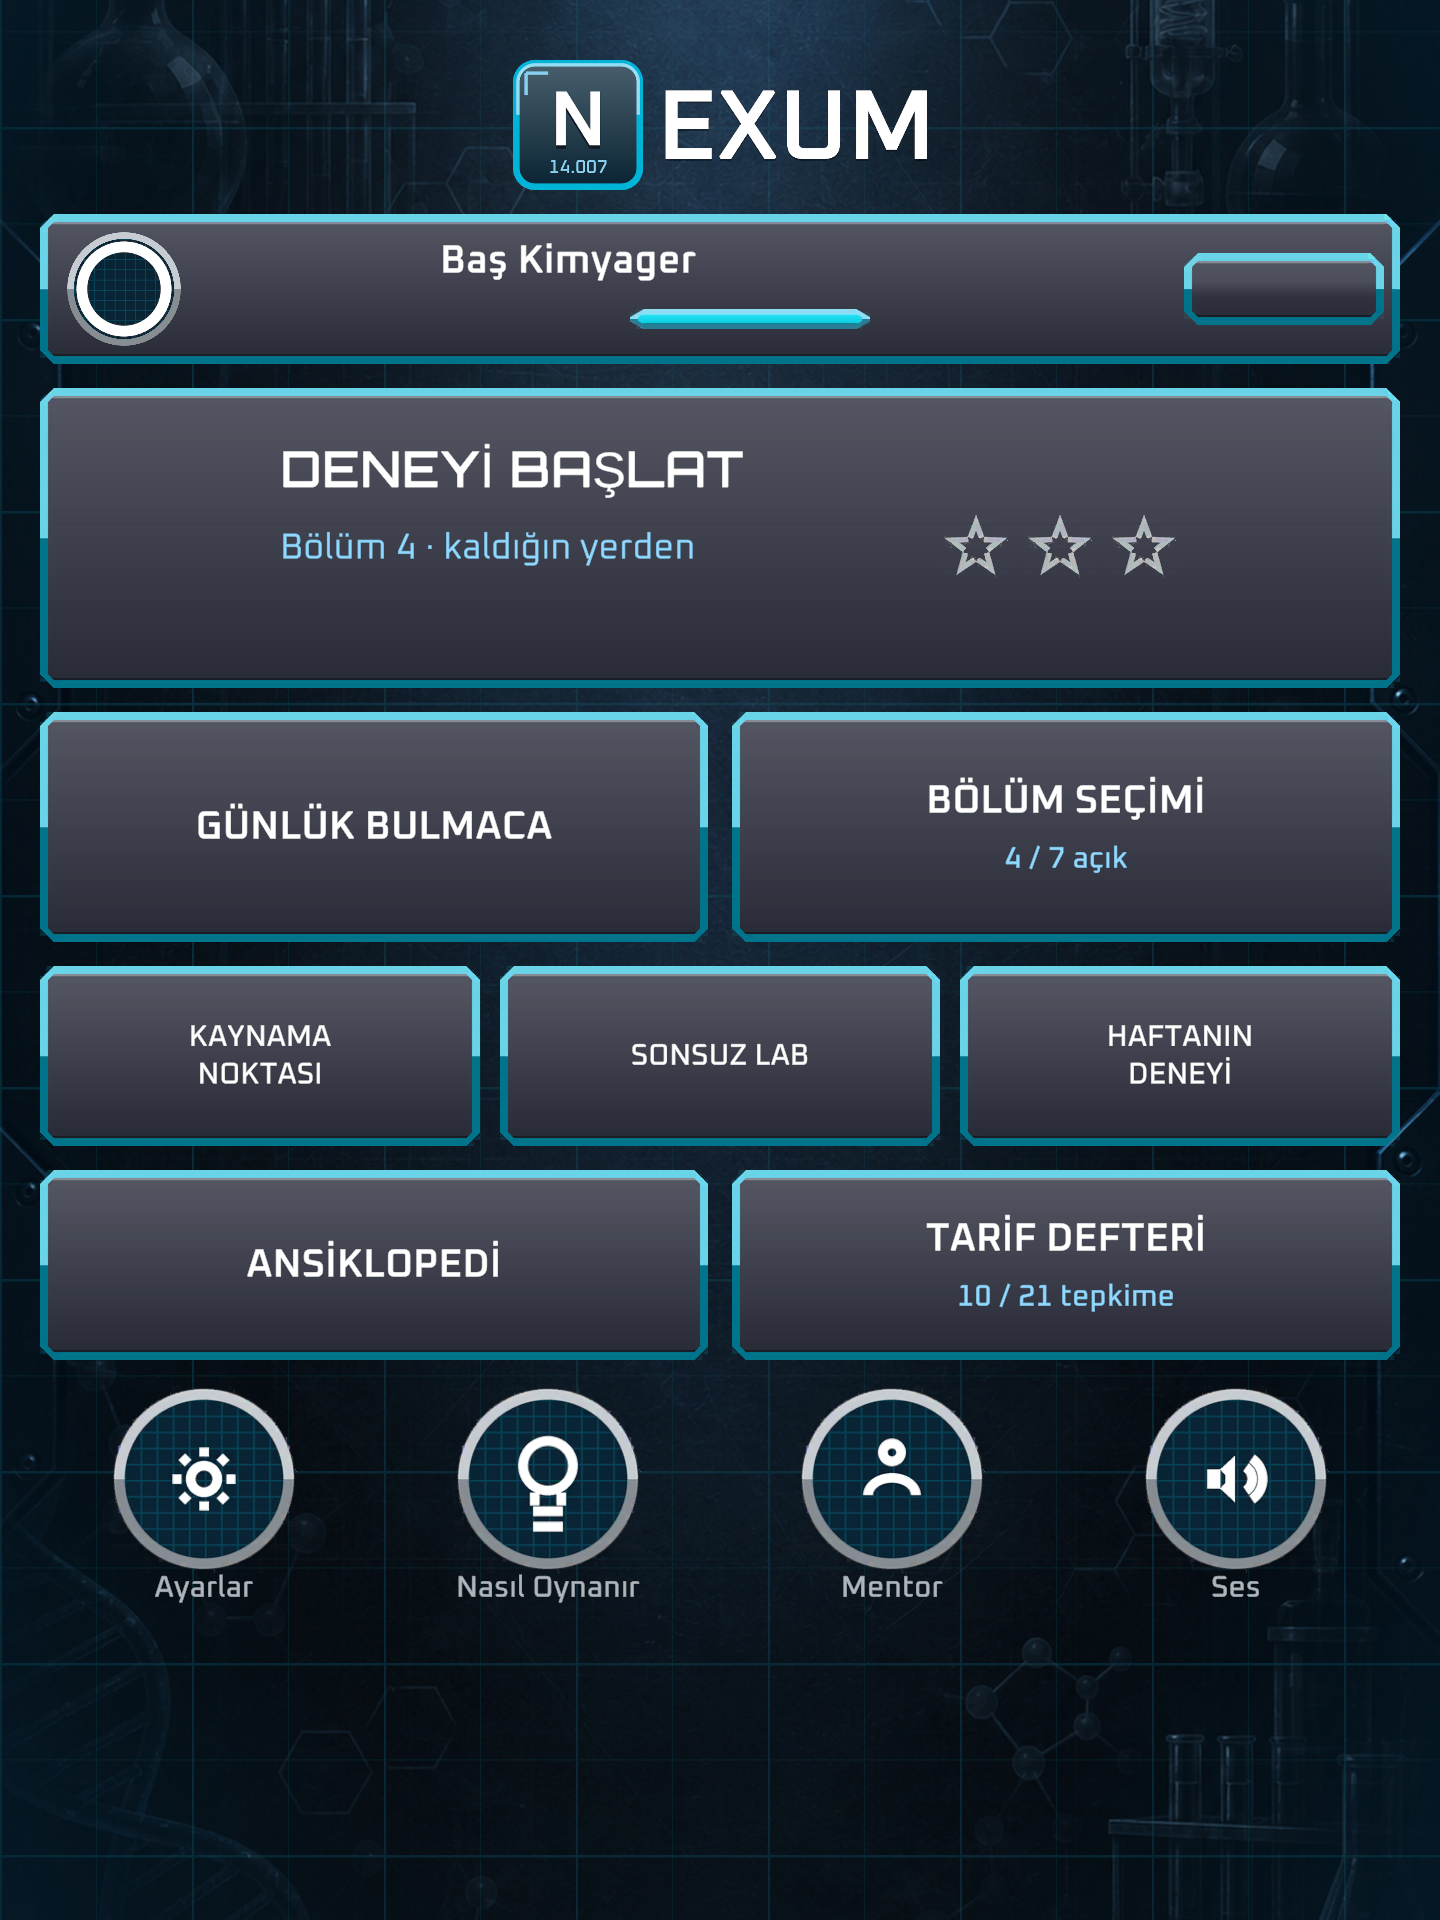 N EXUM
14.007
Baş Kimyager
DENEYİ BAŞLAT
Bölüm 4 · kaldığın yerden
GÜNLÜK BULMACA
BÖLÜM SEÇİMİ
4 / 7 açık
KAYNAMA
NOKTASI
SONSUZ LAB
HAFTANIN
DENEYİ
ANSİKLOPEDİ
TARİF DEFTERİ
10 / 21 tepkime
Ayarlar
Nasıl Oynanır
Mentor
Ses